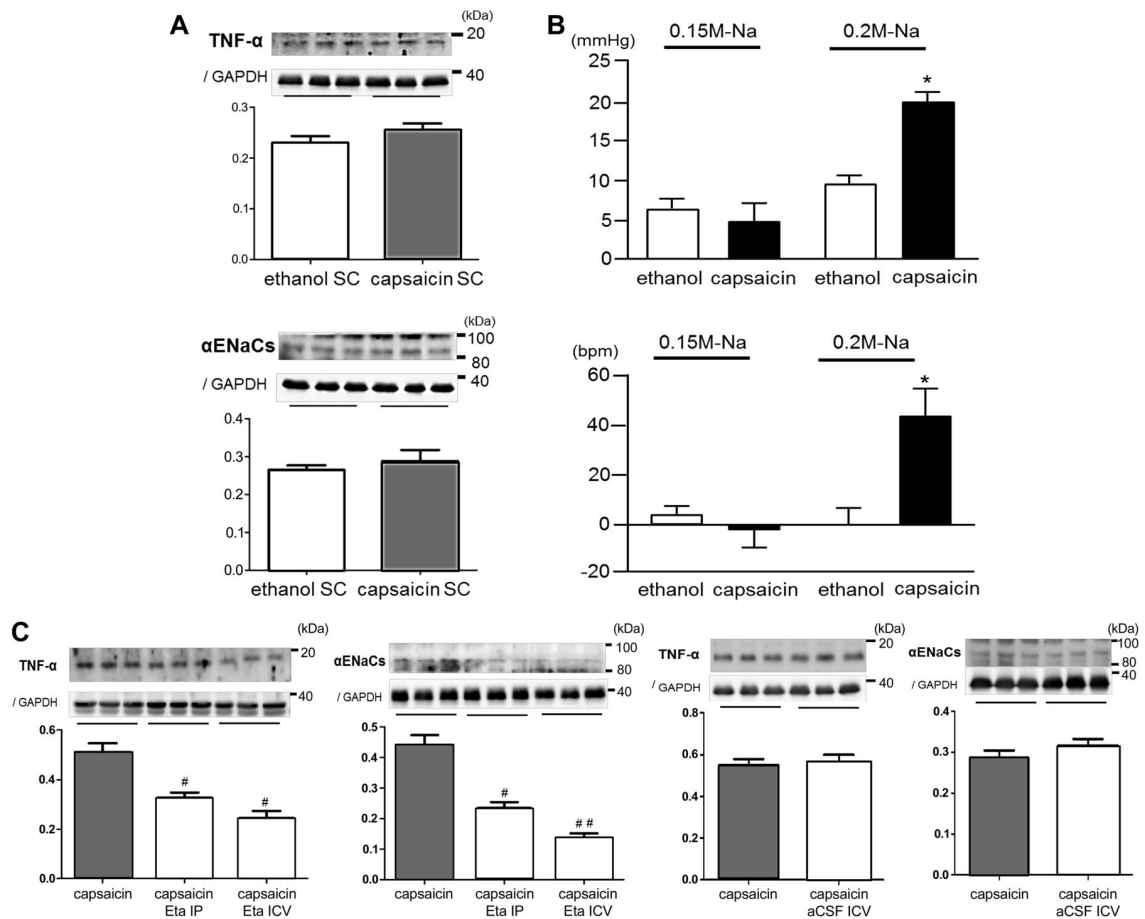 A
TNF-α
/ GAPDH
(kDa)
20
40
0.3
0.2
0.1
0.0
ethanol SC
capsaicin SC
αENaCs
/ GAPDH
(kDa)
100
80
40
0.4
0.3
0.2
0.1
0.0
ethanol SC
capsaicin SC
B
(mmHg)
0.15M-Na
0.2M-Na
25
20
15
10
5
0
*
ethanol
capsaicin
ethanol
capsaicin
(bpm)
0.15M-Na
0.2M-Na
60
40
20
0
-20
*
ethanol
capsaicin
ethanol
capsaicin
C
TNF-α
/ GAPDH
(kDa)
20
40
0.6
0.4
0.2
0.0
#
#
capsaicin
capsaicin
Eta IP
capsaicin
Eta ICV
αENaCs
/ GAPDH
(kDa)
100
80
40
0.5
0.4
0.3
0.2
0.1
0.0
#
# #
capsaicin
capsaicin
Eta IP
capsaicin
Eta ICV
TNF-α
/ GAPDH
(kDa)
20
40
0.8
0.6
0.4
0.2
0.0
capsaicin
capsaicin
aCSF ICV
αENaCs
/ GAPDH
(kDa)
100
80
40
0.4
0.3
0.2
0.1
0.0
capsaicin
capsaicin
aCSF ICV